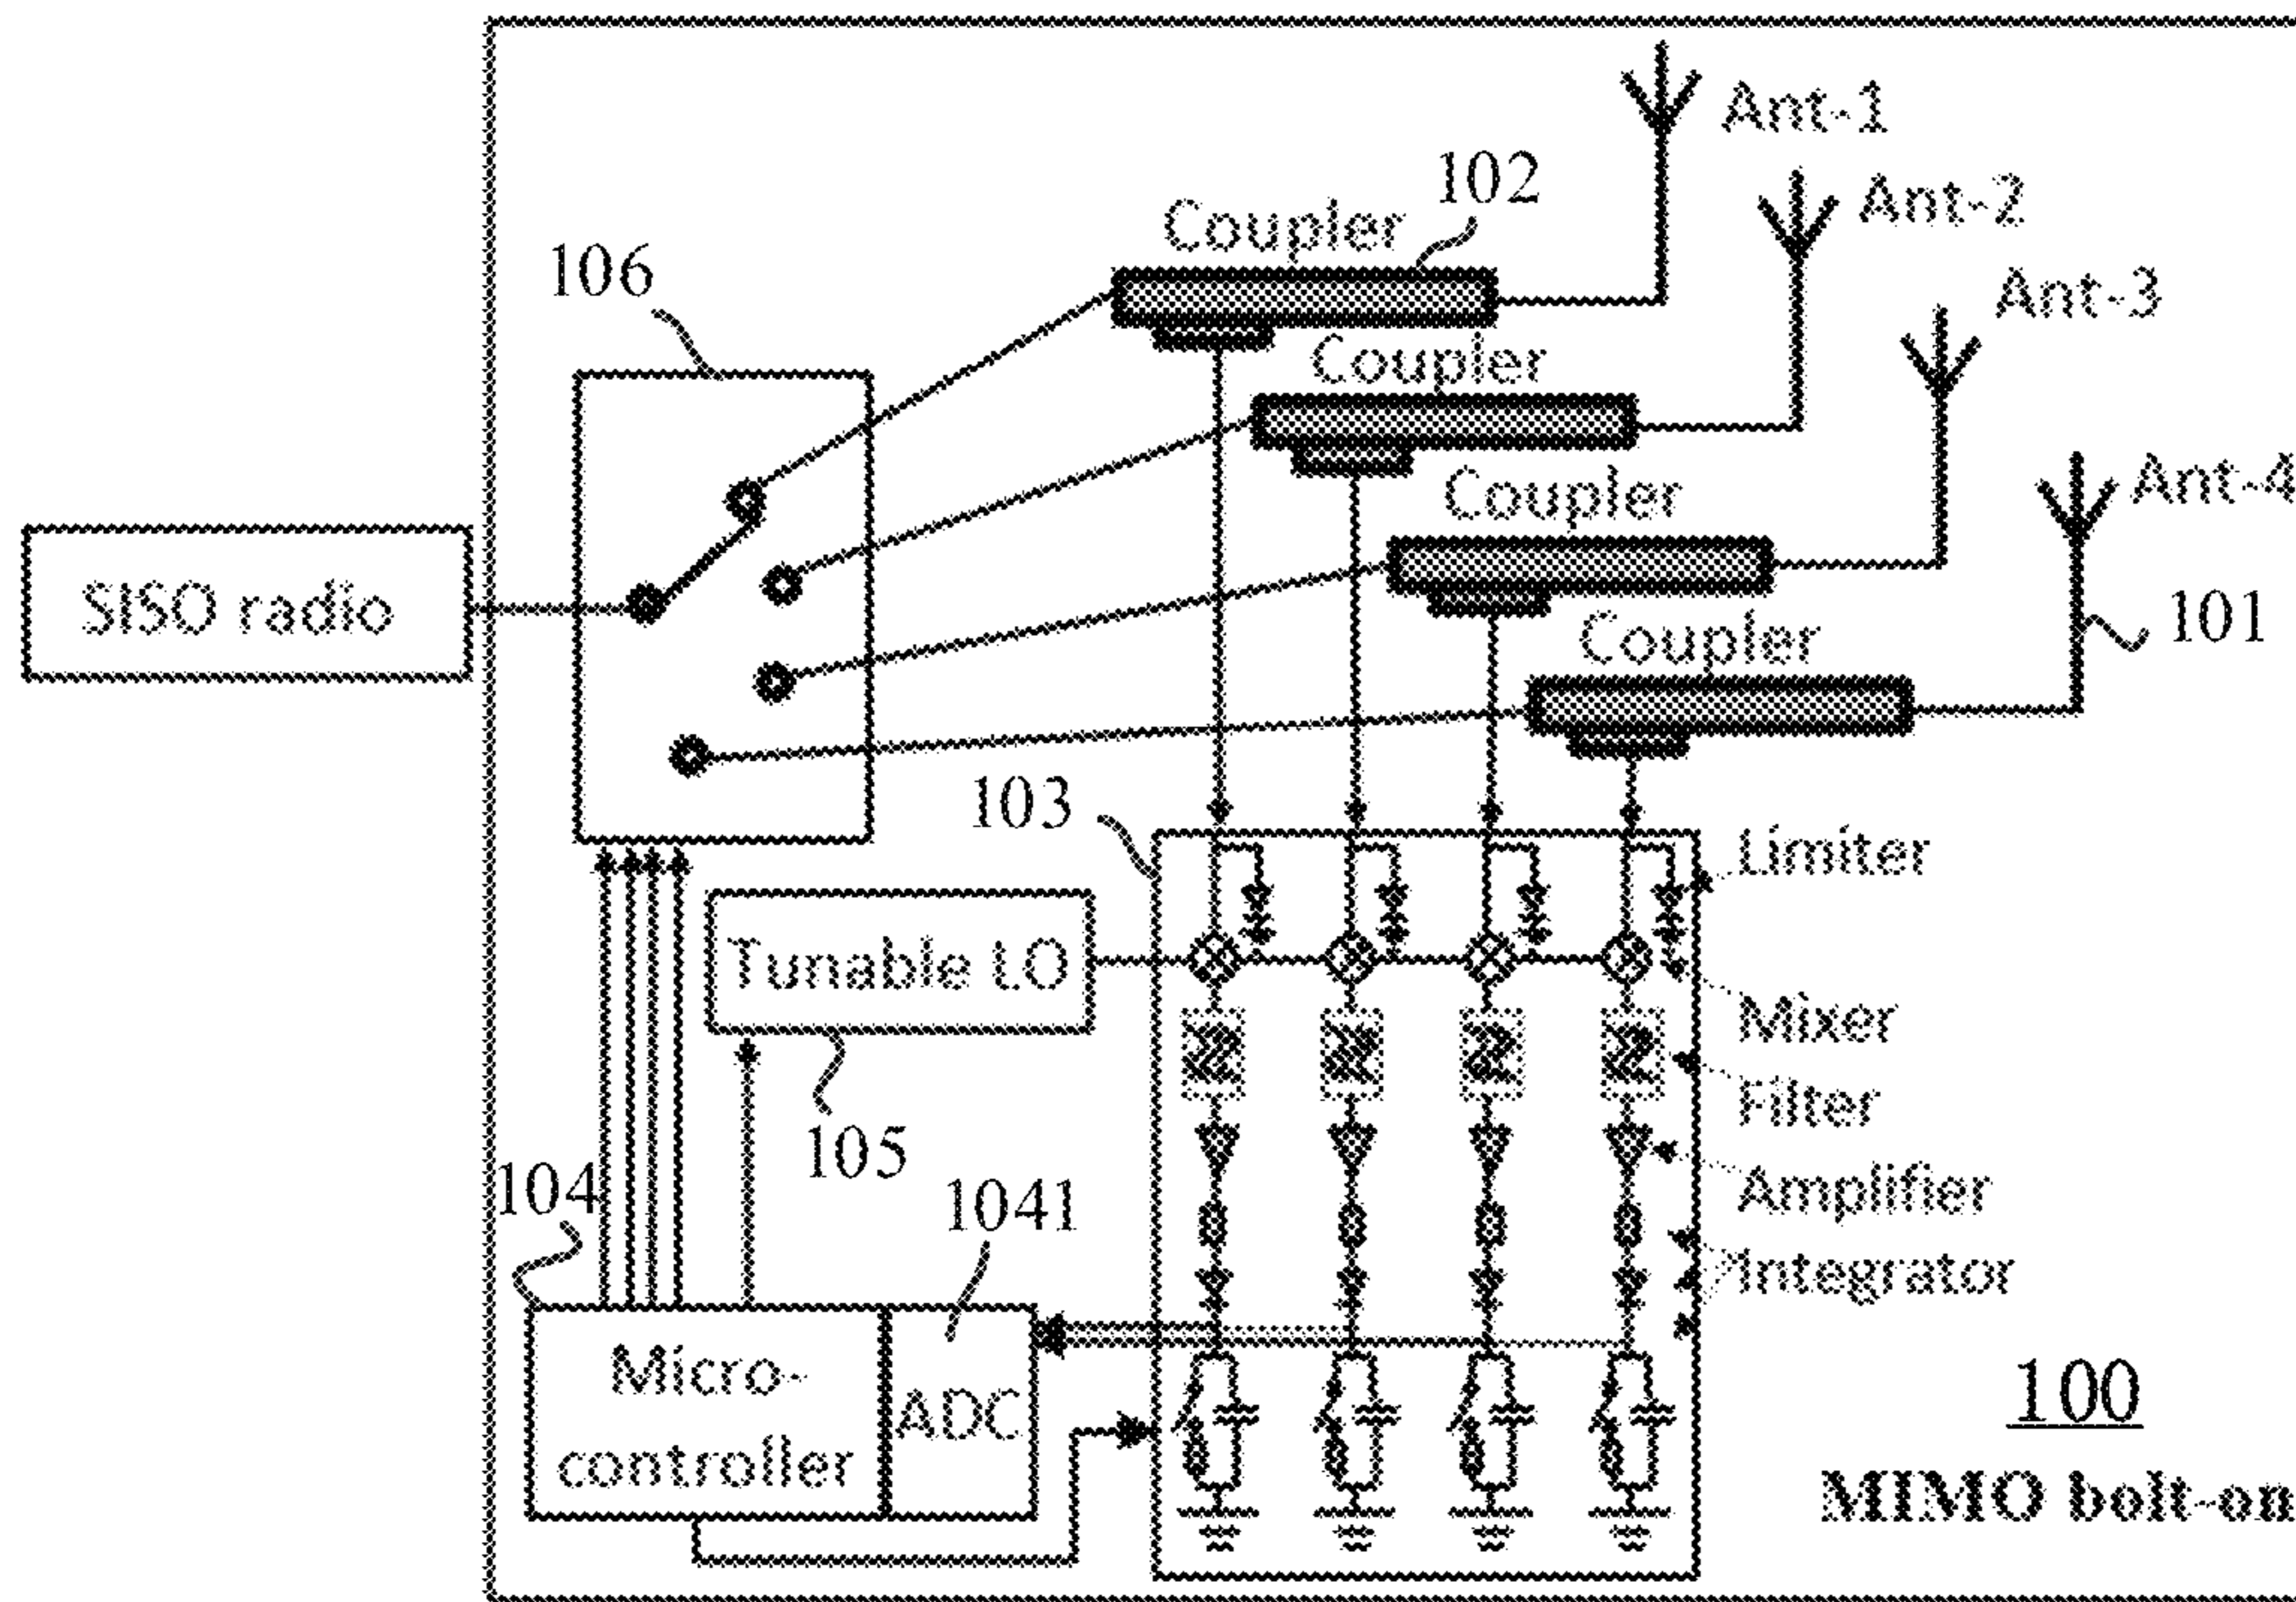 Ant-1
102
Ant-2
Coupler
106
Ant-3
Coupler
Ant-4
Coupler
SISO radio
101
Coupler
103
Limiter
Tunable LO
Mixer
Filter
105
104
1041
Amplifier
Integrator
Micro-
controller
ADC
100
MIMO bolt-on